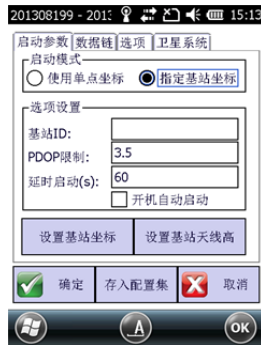 201308199 - 2013 15:13
启动参数 数据链 选项 卫星系统
启动模式
使用单点坐标 指定基站坐标
选项设置
基站ID:
PDOP限制: 3.5
延时启动(s): 60
开机自动启动
设置基站坐标 设置基站天线高
确定 存入配置集 取消
A OK